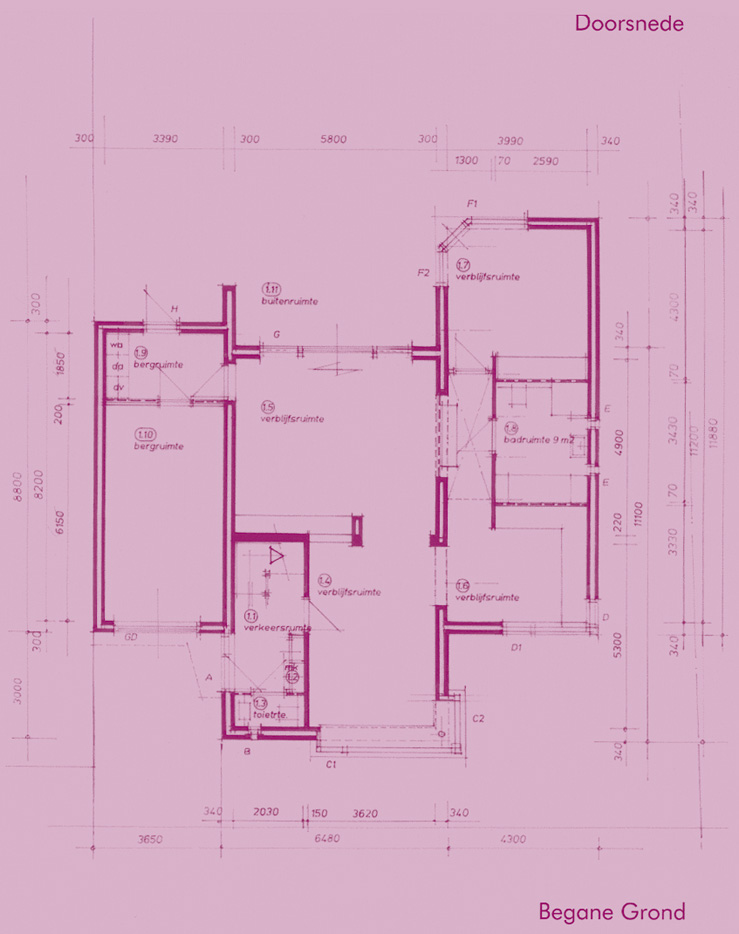 Doorsnede
300 3390 300 5800 300 3990 340
1300 70 2590
340
340
F1
F2
1.7
verblijfsruimte
1.11
buitenruimte
300
H
G
4300
340
wa
da
dv
1.9
bergruimte
1850
70
200
1.5
verblijfsruimte
E
1.10
bergruimte
1.8
badruimte 9 m2
4900
3430
11880
11200
8800
8200
E
70
11100
6150
220
3330
1.4
verblijfsruimte
1.6
verblijfsruimte
1.1
verkeersruimte
D
300
GD
D1
5300
340
A
mk
1.2
1.3
toietrte.
3000
C2
B
C1
340
340 2030 150 3620 340
3650 6480 4300
Begane Grond